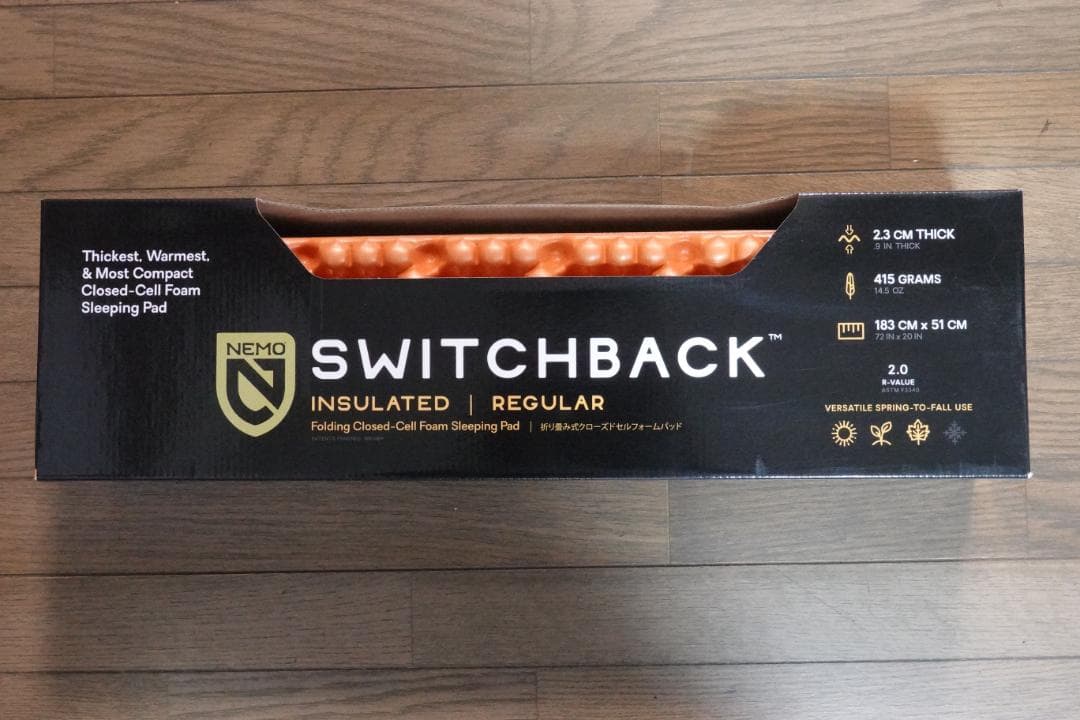 Thickest, Warmest,
& Most Compact
Closed-Cell Foam
Sleeping Pad
NEMO
SWITCHBACK™
INSULATED | REGULAR
Folding Closed-Cell Foam Sleeping Pad | 折り畳み式クローズドセルフォームパッド
2.3 CM THICK
.9 IN THICK
415 GRAMS
14.5 OZ
183 CM x 51 CM
72 IN x 20 IN
2.0
R-VALUE
ASTM F3340
VERSATILE SPRING-TO-FALL USE